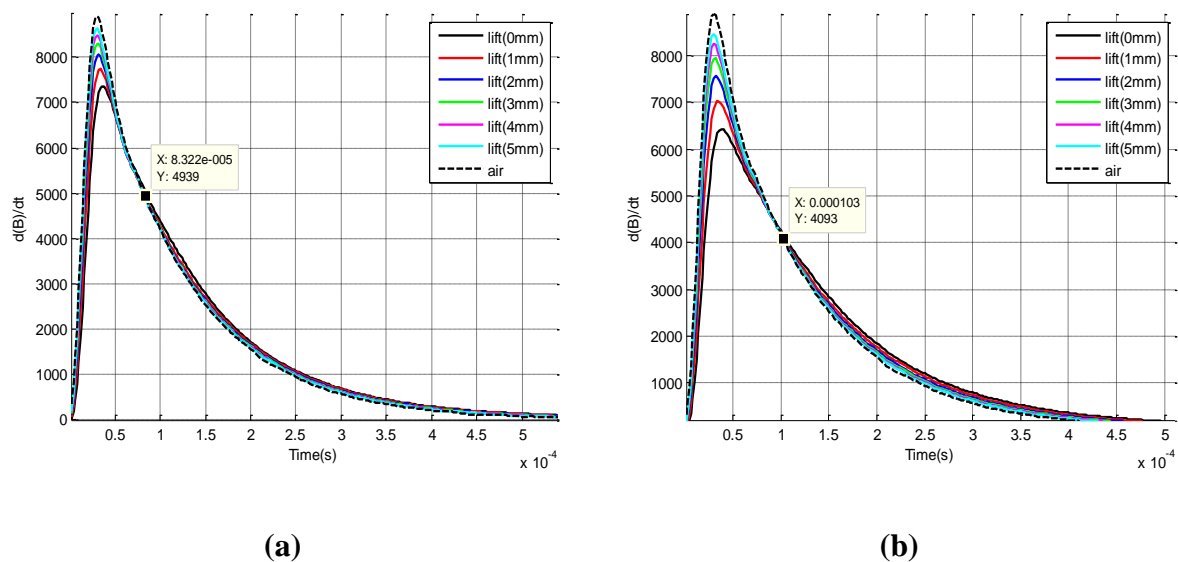 8000
7000
6000
5000
4000
3000
2000
1000
0
d(B)/dt
lift(0mm)
lift(1mm)
lift(2mm)
lift(3mm)
lift(4mm)
lift(5mm)
air
X: 8.322e-005
Y: 4939
0.5 1 1.5 2 2.5 3 3.5 4 4.5 5
Time(s)
x 10-4
(a)
8000
7000
6000
5000
4000
3000
2000
1000
d(B)/dt
lift(0mm)
lift(1mm)
lift(2mm)
lift(3mm)
lift(4mm)
lift(5mm)
air
X: 0.000103
Y: 4093
0.5 1 1.5 2 2.5 3 3.5 4 4.5 5
Time(s)
x 10-4
(b)